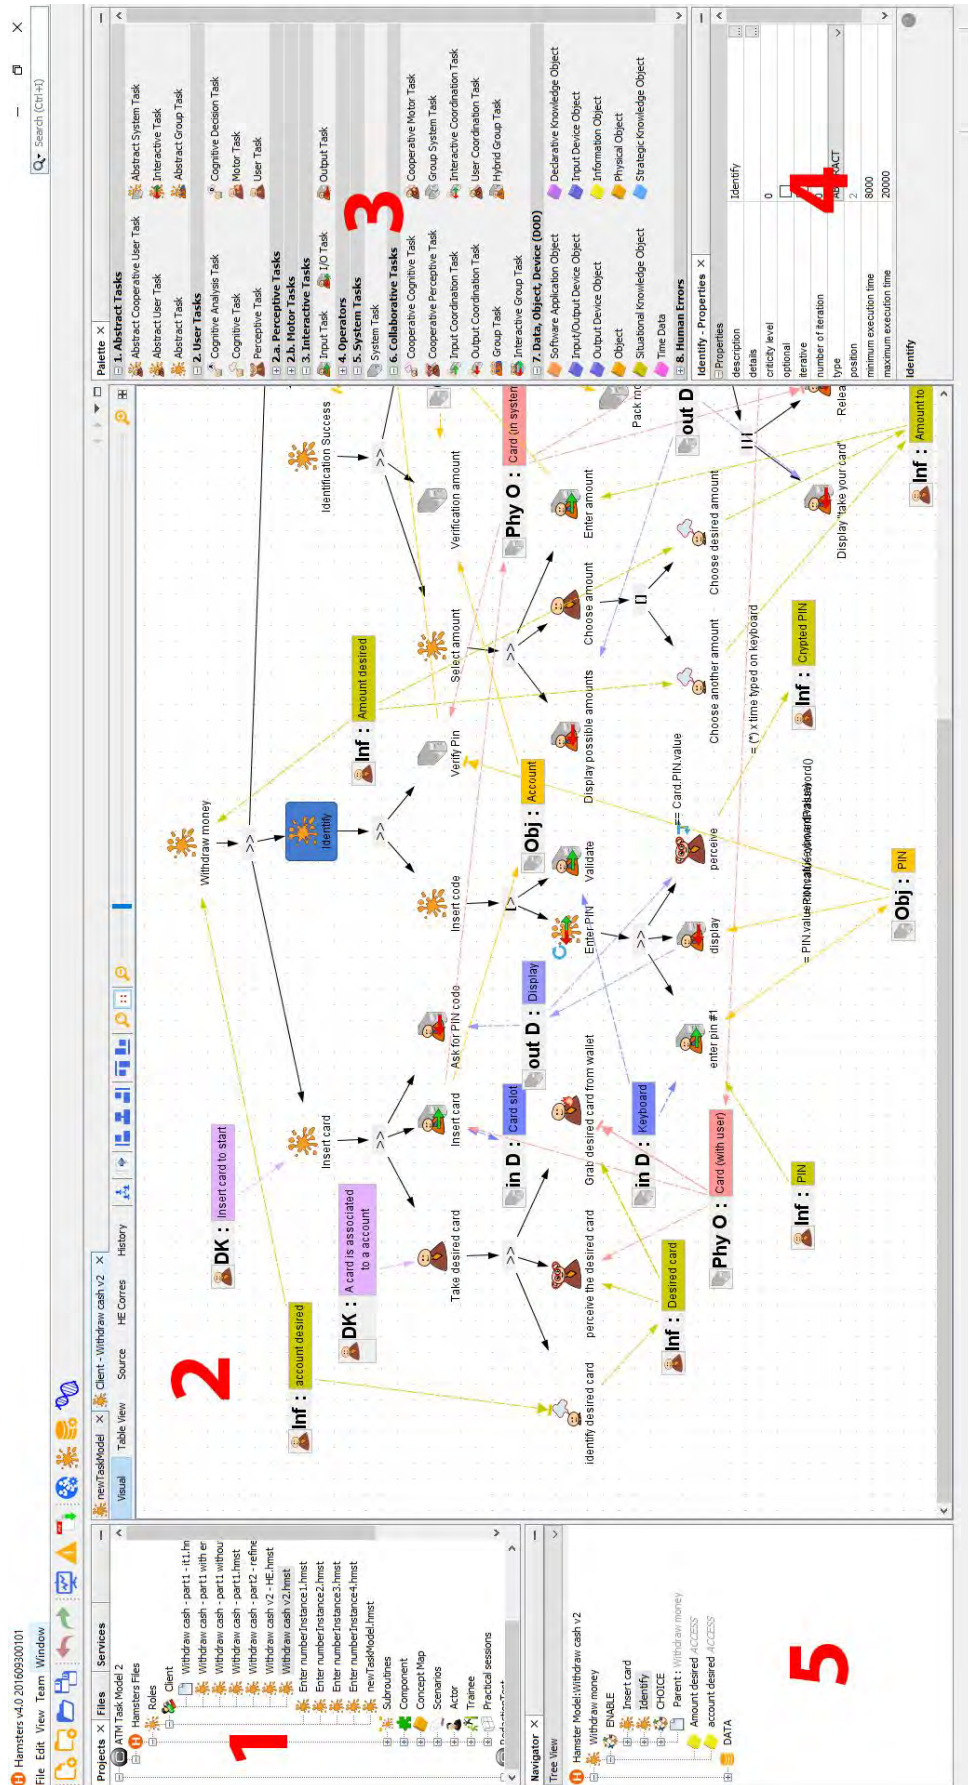 Hamsters v4.0 201609300101
File Edit View Team Window
Search (Ctrl+I)
Projects × Files Services
ATM Task Model 2
Hamsters Files
Roles
Client
Withdraw cash - part1 - it1.hn
Withdraw cash - part1 with er
Withdraw cash - part1 withou
Withdraw cash - part1.hmst
Withdraw cash - part2 - refine
Withdraw cash v2 - HE.hmst
Withdraw cash v2.hmst
Enter numberInstance1.hmst
Enter numberInstance2.hmst
Enter numberInstance3.hmst
Enter numberInstance4.hmst
newTaskModel.hmst
Subroutines
Component
Concept Map
Scenarios
Actor
Trainee
Practical sessions
1
Navigator ×
Tree View
Hamster Model:Withdraw cash v2
Withdraw money
ENABLE
Insert card
Identify
CHOICE
Parent : Withdraw money
Amount desired ACCESS
account desired ACCESS
DATA
5
newTaskModel × Client - Withdraw cash v2 ×
Visual Table View Source HE Corres History
2
Withdraw money
>>
DK : Insert card to start
Insert card
Identify
Identification Success
Inf : account desired
DK : A card is associated
to a account
>>
>>
>>
Inf : Amount desired
Take desired card
Insert card
Ask for PIN code
Insert code
Verify Pin
Select amount
Verification amount
>>
in D : Card slot
out D : Display
[>
Obj : Account
>>
Phy O : Card (in system
identify desired card
perceive the desired card
Grab desired card from wallet
Enter PIN
Validate
Display possible amounts
Choose amount
Enter amount
Pack mo
in D : Keyboard
>>
[]
out D
Inf : Desired card
== Card.PIN.value
enter pin #1
display
perceive
Choose another amount
Choose desired amount
|||
Phy O : Card (with user)
= (*) x time typed on keyboard
Inf : PIN
Inf : Crypted PIN
Display "take your card"
Relea
Obj : PIN
Inf : Amount to
Palette ×
1. Abstract Tasks
Abstract Cooperative User Task Abstract System Task
Abstract User Task Interactive Task
Abstract Task Abstract Group Task
2. User Tasks
Cognitive Analysis Task Cognitive Decision Task
Cognitive Task Motor Task
Perceptive Task User Task
2.a. Perceptive Tasks
2.b. Motor Tasks
3. Interactive Tasks
Input Task I/O Task Output Task
4. Operators
5. System Tasks
System Task
6. Collaborative Tasks
Cooperative Cognitive Task Cooperative Motor Task
Cooperative Perceptive Task Group System Task
Input Coordination Task Interactive Coordination Task
Output Coordination Task User Coordination Task
Group Task Hybrid Group Task
Interactive Group Task
7. Data, Object, Device (DOD)
Software Application Object Declarative Knowledge Object
Input/Output Device Object Input Device Object
Output Device Object Information Object
Object Physical Object
Situational Knowledge Object Strategic Knowledge Object
Time Data
8. Human Errors
3
Identify - Properties ×
Properties
description Identify
details
criticity level 0
optional
iterative
number of iteration 0
type
position 2
minimum execution time 8000
maximum execution time 20000
Identify
4